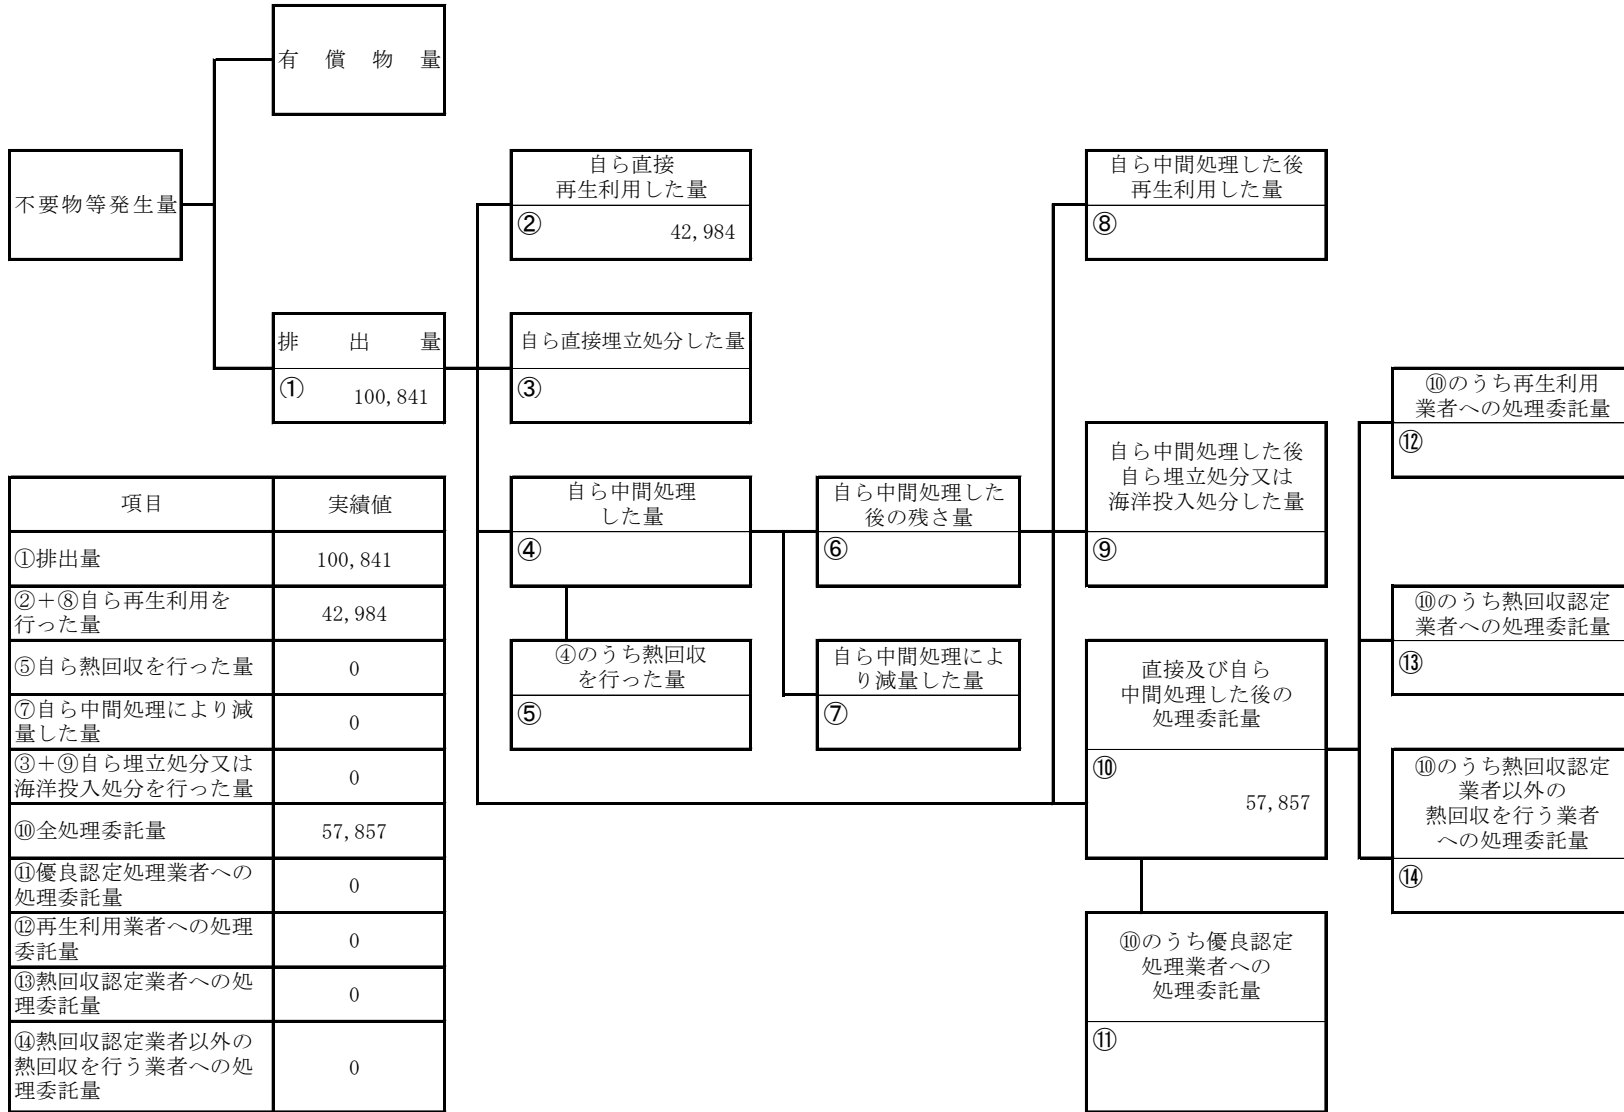 有償物量
不要物等発生量
排出量
①
100,841
自ら直接
再生利用した量
②
42,984
自ら直接埋立処分した量
③
自ら中間処理
した量
④
④のうち熱回収
を行った量
⑤
自ら中間処理した
後の残さ量
⑥
自ら中間処理によ
り減量した量
⑦
自ら中間処理した後
再生利用した量
⑧
自ら中間処理した後
自ら埋立処分又は
海洋投入処分した量
⑨
直接及び自ら
中間処理した後の
処理委託量
⑩
57,857
⑩のうち優良認定
処理業者への
処理委託量
⑪
⑩のうち再生利用
業者への処理委託量
⑫
⑩のうち熱回収認定
業者への処理委託量
⑬
⑩のうち熱回収認定
業者以外の
熱回収を行う業者
への処理委託量
⑭
項目 実績値
①排出量 100,841
②+⑧自ら再生利用を
行った量 42,984
⑤自ら熱回収を行った量 0
⑦自ら中間処理により減
量した量 0
③+⑨自ら埋立処分又は
海洋投入処分を行った量 0
⑩全処理委託量 57,857
⑪優良認定処理業者への
処理委託量 0
⑫再生利用業者への処理
委託量 0
⑬熱回収認定業者への処
理委託量 0
⑭熱回収認定業者以外の
熱回収を行う業者への処
理委託量 0